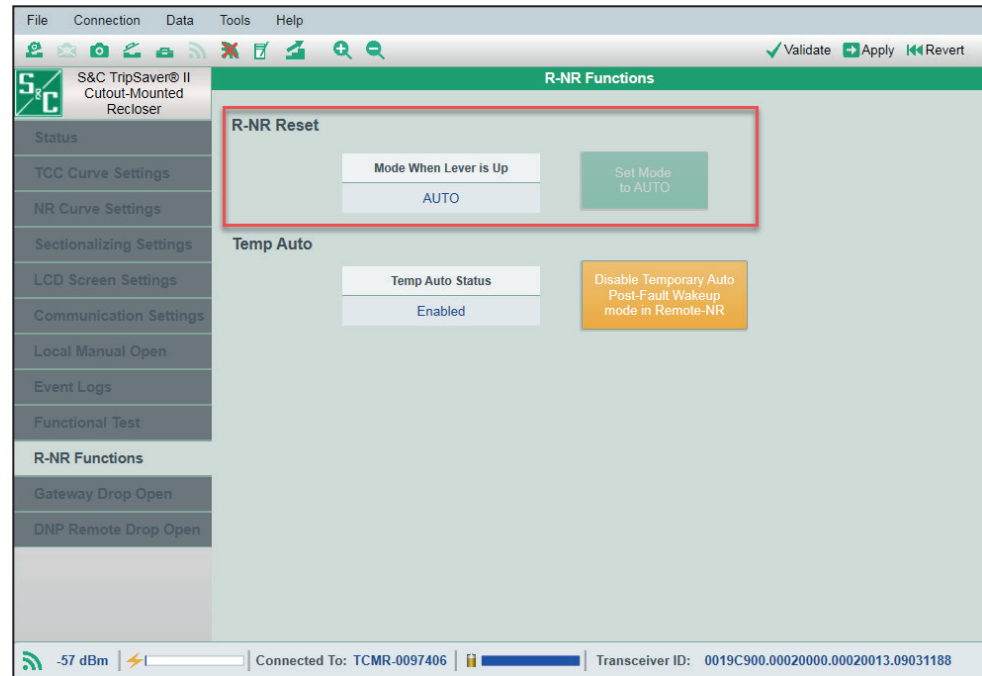 File Connection Data Tools Help
Validate Apply Revert
S&C
S&C TripSaver® II
Cutout-Mounted
Recloser
R-NR Functions
Status
TCC Curve Settings
NR Curve Settings
Sectionalizing Settings
LCD Screen Settings
Communication Settings
Local Manual Open
Event Logs
Functional Test
R-NR Functions
Gateway Drop Open
DNP Remote Drop Open
R-NR Reset
Mode When Lever is Up
AUTO
Set Mode
to AUTO
Temp Auto
Temp Auto Status
Enabled
Disable Temporary Auto
Post-Fault Wakeup
mode in Remote-NR
-57 dBm Connected To: TCMR-0097406 Transceiver ID: 0019C900.00020000.00020013.09031188